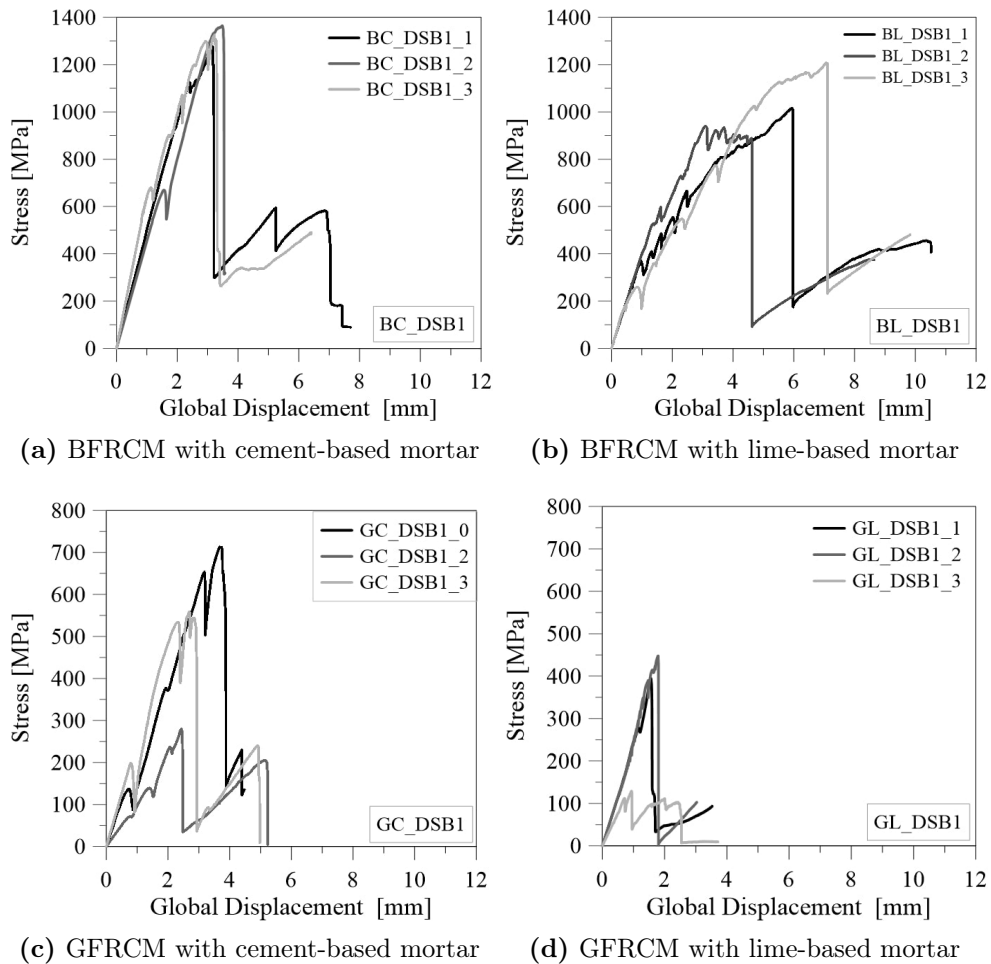 1400
1200
1000
800
600
400
200
0
Stress [MPa]
BC_DSB1_1
BC_DSB1_2
BC_DSB1_3
BC_DSB1
0 2 4 6 8 10 12
Global Displacement [mm]
(a) BFRCM with cement-based mortar
1400
1200
1000
800
600
400
200
0
Stress [MPa]
BL_DSB1_1
BL_DSB1_2
BL_DSB1_3
BL_DSB1
0 2 4 6 8 10 12
Global Displacement [mm]
(b) BFRCM with lime-based mortar
800
700
600
500
400
300
200
100
0
Stress [MPa]
GC_DSB1_0
GC_DSB1_2
GC_DSB1_3
GC_DSB1
0 2 4 6 8 10 12
Global Displacement [mm]
(c) GFRCM with cement-based mortar
800
700
600
500
400
300
200
100
0
Stress [MPa]
GL_DSB1_1
GL_DSB1_2
GL_DSB1_3
GL_DSB1
0 2 4 6 8 10 12
Global Displacement [mm]
(d) GFRCM with lime-based mortar